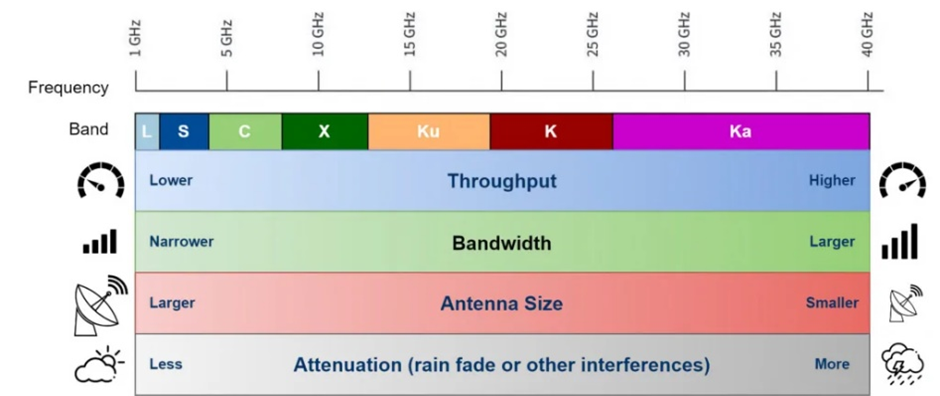 1 GHz 5 GHz 10 GHz 15 GHz 20 GHz 25 GHz 30 GHz 35 GHz 40 GHz
Frequency
Band L S C X Ku K Ka
Lower Throughput Higher
Narrower Bandwidth Larger
Larger Antenna Size Smaller
Less Attenuation (rain fade or other interferences) More